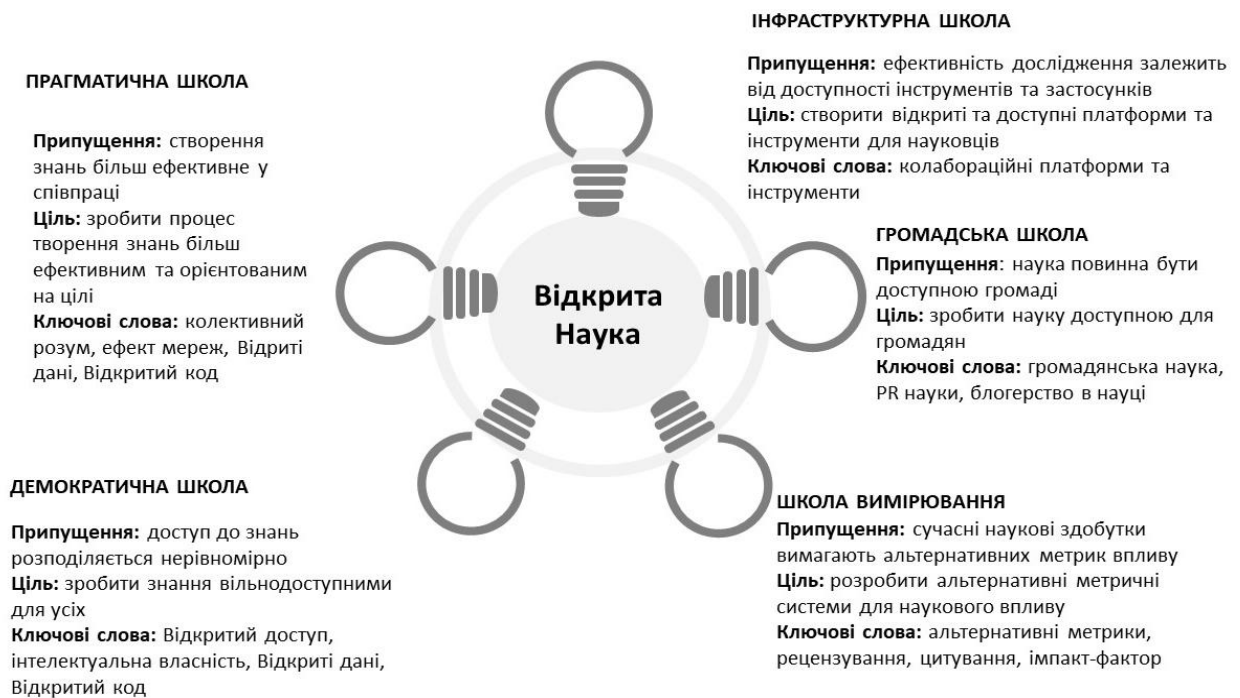 ІНФРАСТРУКТУРНА ШКОЛА
Припущення: ефективність дослідження залежить
від доступності інструментів та застосунків
Ціль: створити відкриті та доступні платформи та
інструменти для науковців
Ключові слова: колабораційні платформи та
інструменти
ПРАГМАТИЧНА ШКОЛА
Припущення: створення
знань більш ефективне у
співпраці
Ціль: зробити процес
творення знань більш
ефективним та орієнтованим
на цілі
Ключові слова: колективний
розум, ефект мереж, Відриті
дані, Відкритий код
Відкрита
Наука
ГРОМАДСЬКА ШКОЛА
Припущення: наука повинна бути
доступною громаді
Ціль: зробити науку доступною для
громадян
Ключові слова: громадянська наука,
PR науки, блогерство в науці
ДЕМОКРАТИЧНА ШКОЛА
Припущення: доступ до знань
розподіляється нерівномірно
Ціль: зробити знання вільнодоступними
для усіх
Ключові слова: Відкритий доступ,
інтелектуальна власність, Відкриті дані,
Відкритий код
ШКОЛА ВИМІРЮВАННЯ
Припущення: сучасні наукові здобутки
вимагають альтернативних метрик впливу
Ціль: розробити альтернативні метричні
системи для наукового впливу
Ключові слова: альтернативні метрики,
рецензування, цитування, імпакт-фактор